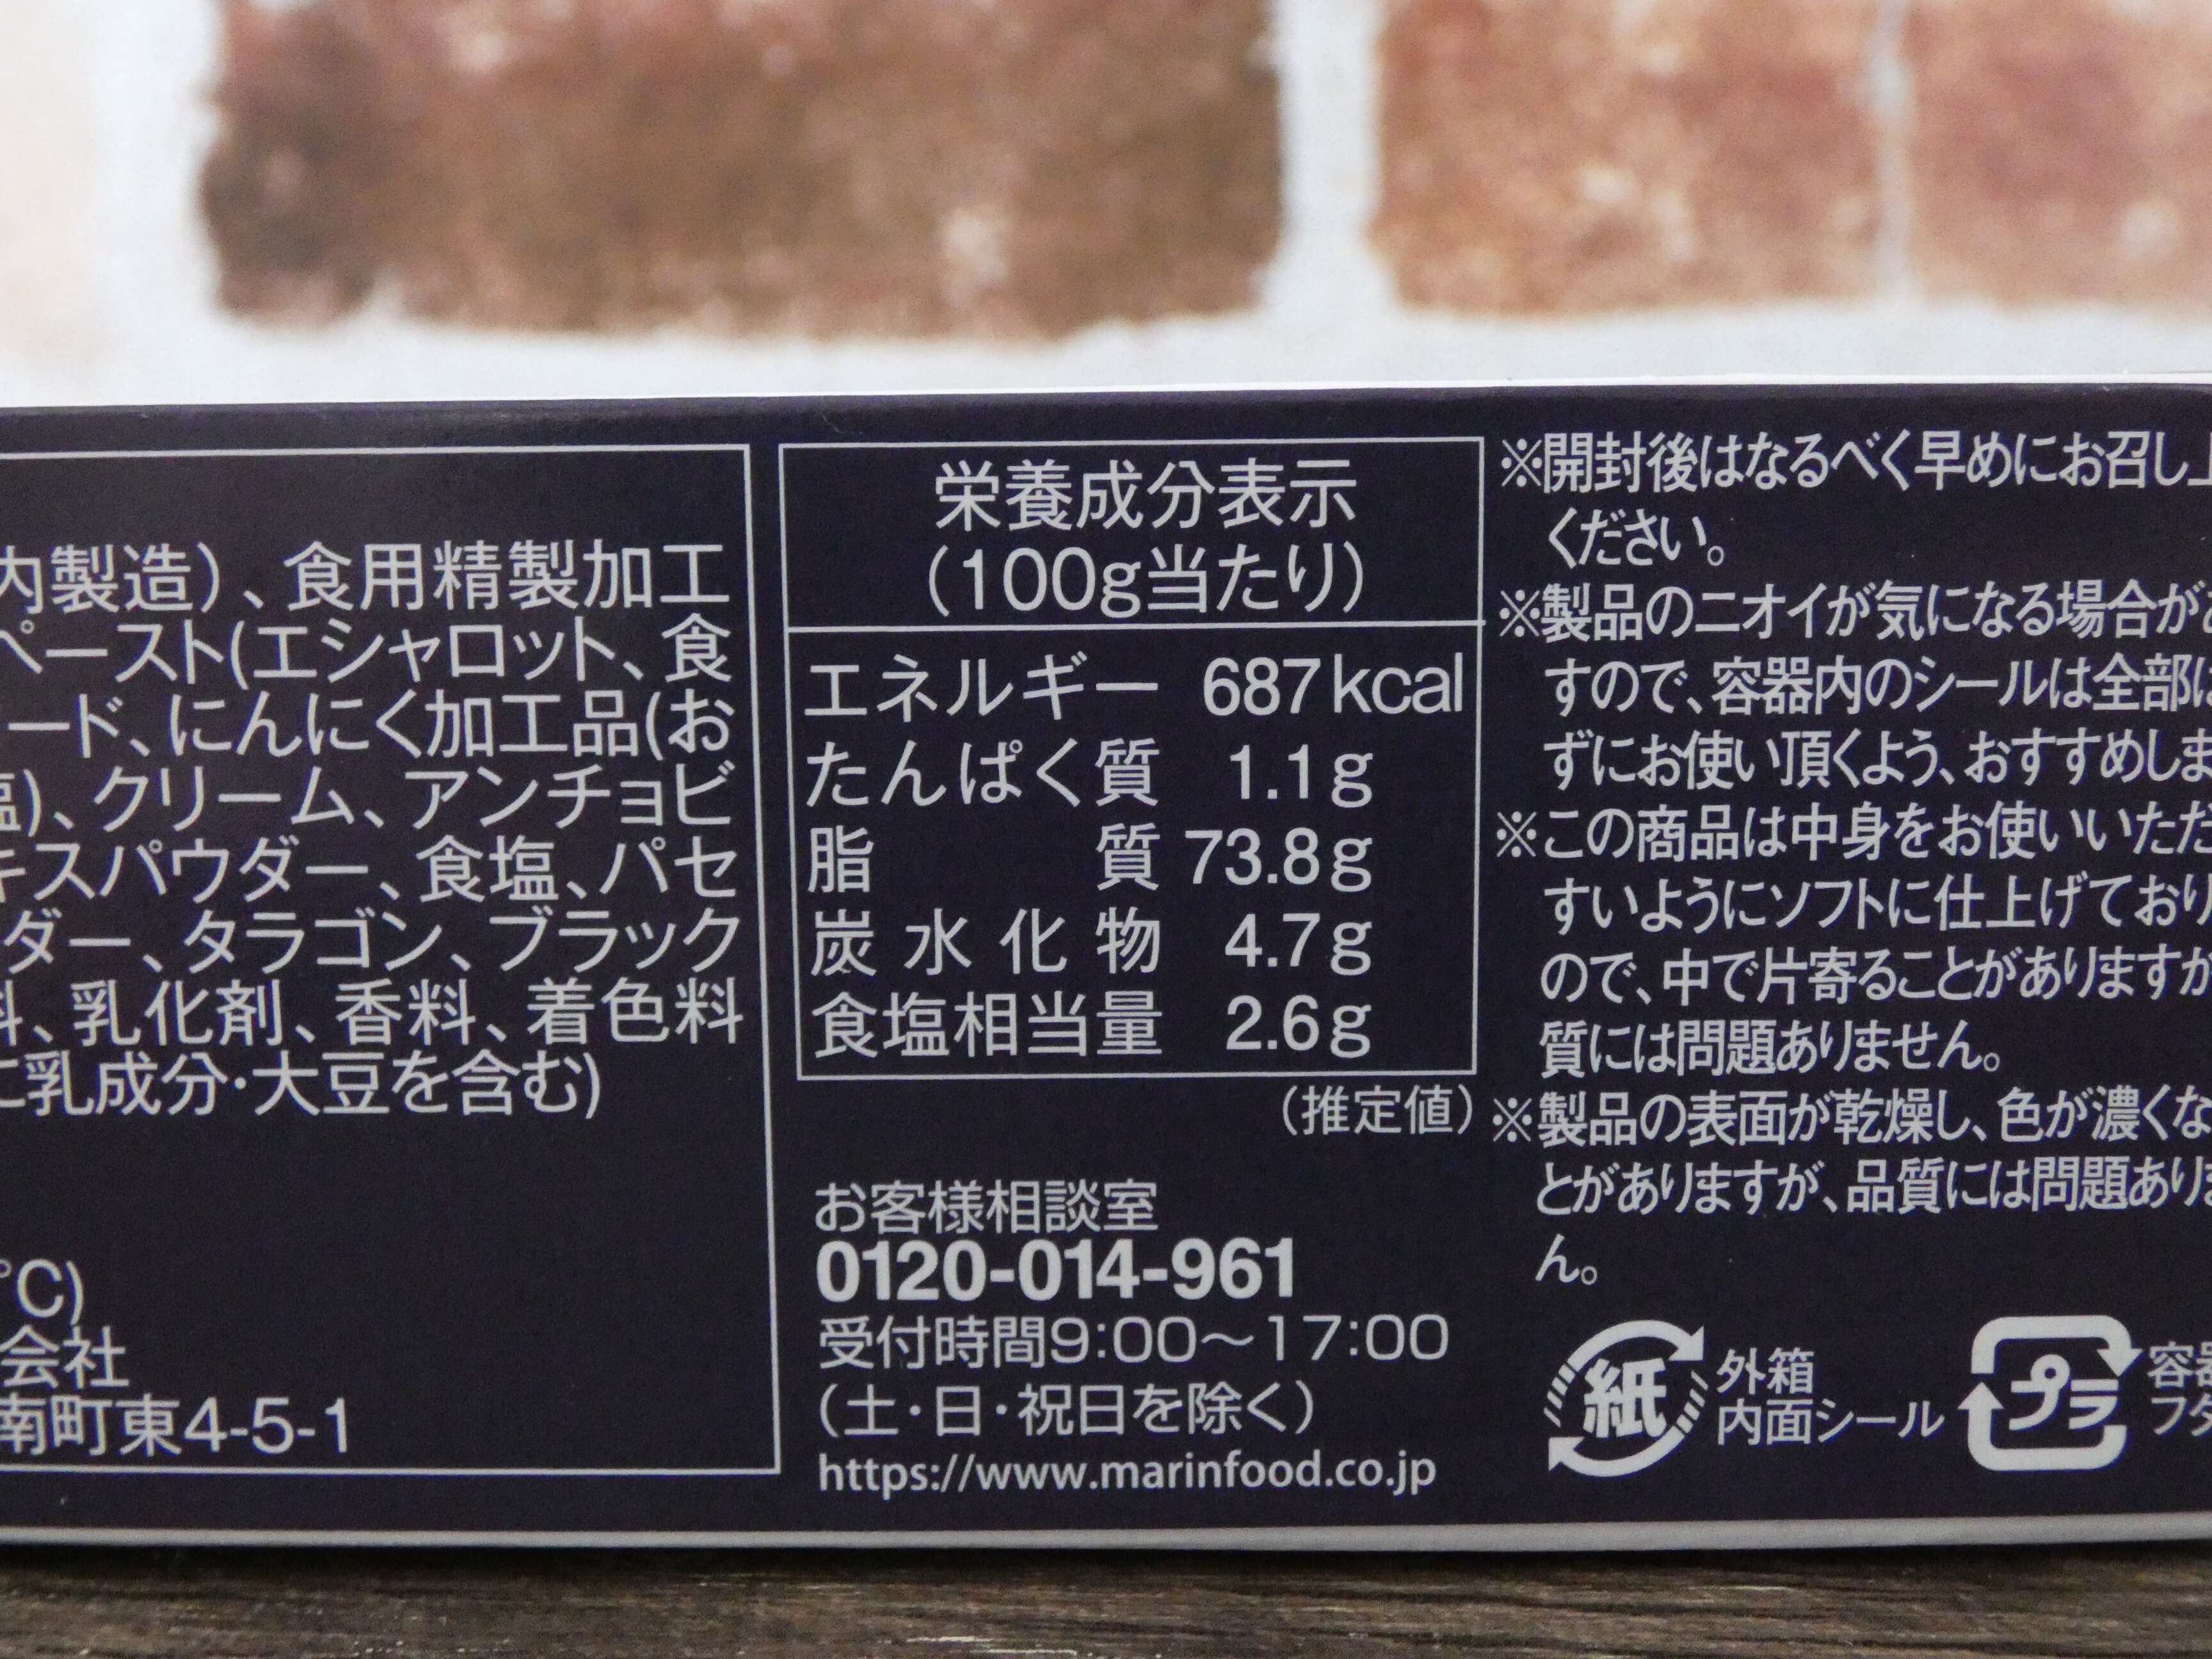 内製造)、食用精製加工
ペースト(エシャロット、食
ード、にんにく加工品(お
塩)、クリーム、アンチョビ
キスパウダー、食塩、パセ
ダー、タラゴン、ブラック
料、乳化剤、香料、着色料
に乳成分・大豆を含む)
℃)
会社
南町東4-5-1
栄養成分表示
(100g当たり)
エネルギー 687kcal
たんぱく質 1.1g
脂質 73.8g
炭水化物 4.7g
食塩相当量 2.6g
(推定値)
お客様相談室
0120-014-961
受付時間9:00〜17:00
(土・日・祝日を除く)
https://www.marinfood.co.jp
※開封後はなるべく早めにお召し上
ください。
※製品のニオイが気になる場合が
すので、容器内のシールは全部は
ずにお使い頂くよう、おすすめしま
※この商品は中身をお使いいただ
すいようにソフトに仕上げており
ので、中で片寄ることがありますが
質には問題ありません。
※製品の表面が乾燥し、色が濃くな
とがありますが、品質には問題ありま
ん。
紙 外箱
内面シール
プラ 容器
フタ